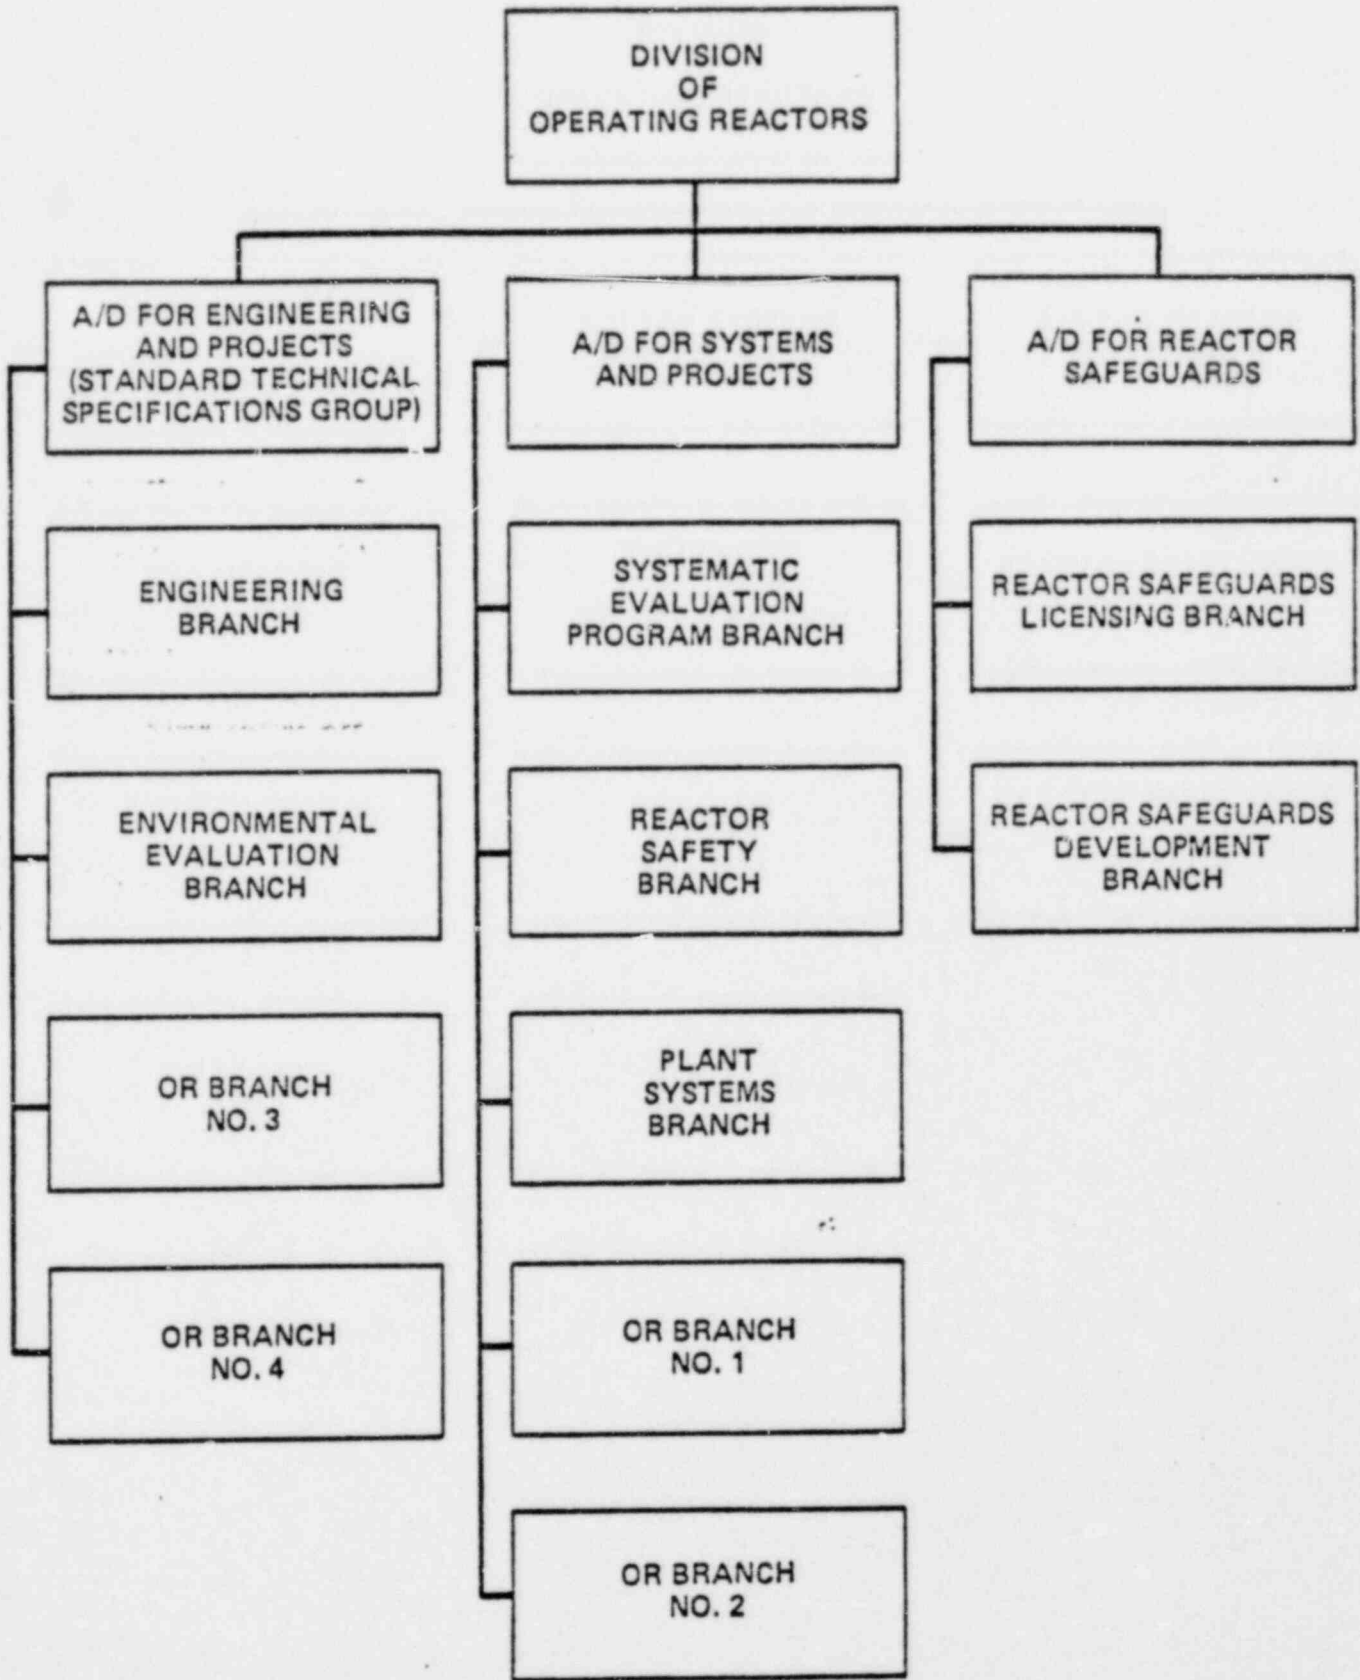 DIVISION
OF
OPERATING REACTORS
A/D FOR ENGINEERING
AND PROJECTS
(STANDARD TECHNICAL
SPECIFICATIONS GROUP)
ENGINEERING
BRANCH
ENVIRONMENTAL
EVALUATION
BRANCH
OR BRANCH
NO. 3
OR BRANCH
NO. 4
A/D FOR SYSTEMS
AND PROJECTS
SYSTEMATIC
EVALUATION
PROGRAM BRANCH
REACTOR
SAFETY
BRANCH
PLANT
SYSTEMS
BRANCH
OR BRANCH
NO. 1
OR BRANCH
NO. 2
A/D FOR REACTOR
SAFEGUARDS
REACTOR SAFEGUARDS
LICENSING BRANCH
REACTOR SAFEGUARDS
DEVELOPMENT
BRANCH